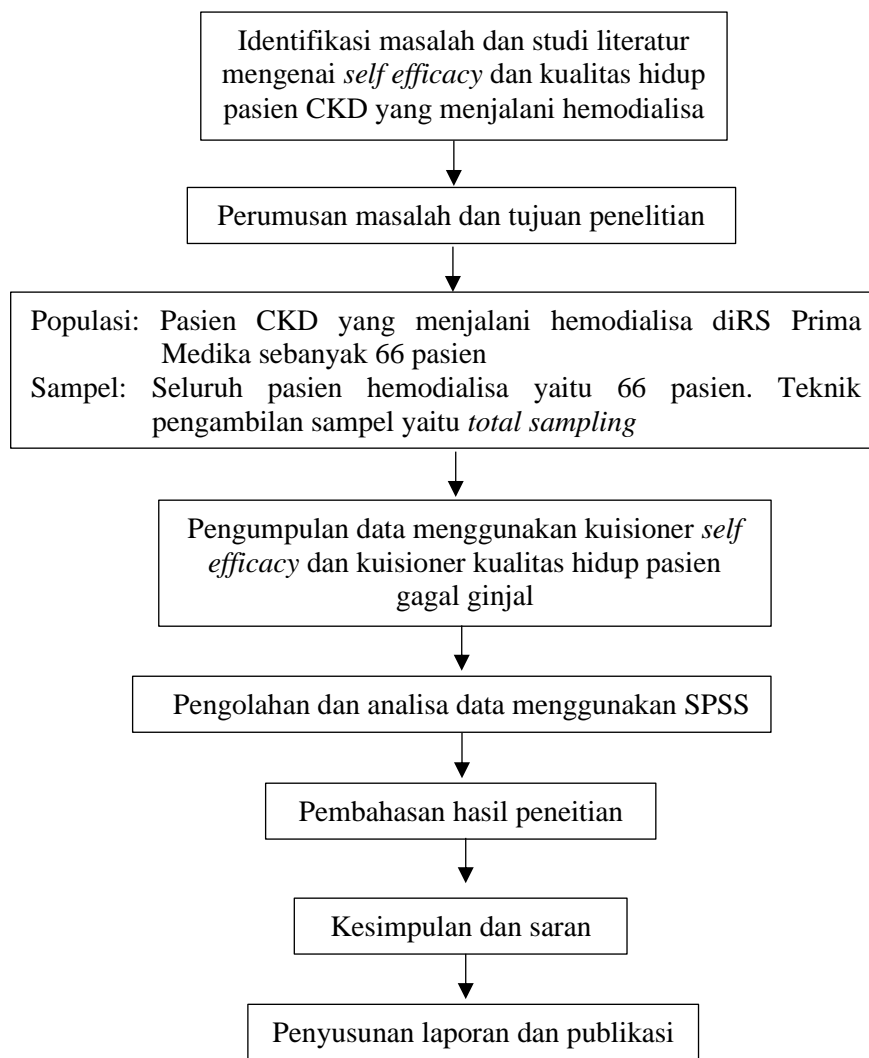 Identifikasi masalah dan studi literatur
mengenai self efficacy dan kualitas hidup
pasien CKD yang menjalani hemodialisa
Perumusan masalah dan tujuan penelitian
Populasi: Pasien CKD yang menjalani hemodialisa diRS Prima
Medika sebanyak 66 pasien
Sampel: Seluruh pasien hemodialisa yaitu 66 pasien. Teknik
pengambilan sampel yaitu total sampling
Pengumpulan data menggunakan kuisioner self
efficacy dan kuisioner kualitas hidup pasien
gagal ginjal
Pengolahan dan analisa data menggunakan SPSS
Pembahasan hasil peneitian
Kesimpulan dan saran
Penyusunan laporan dan publikasi